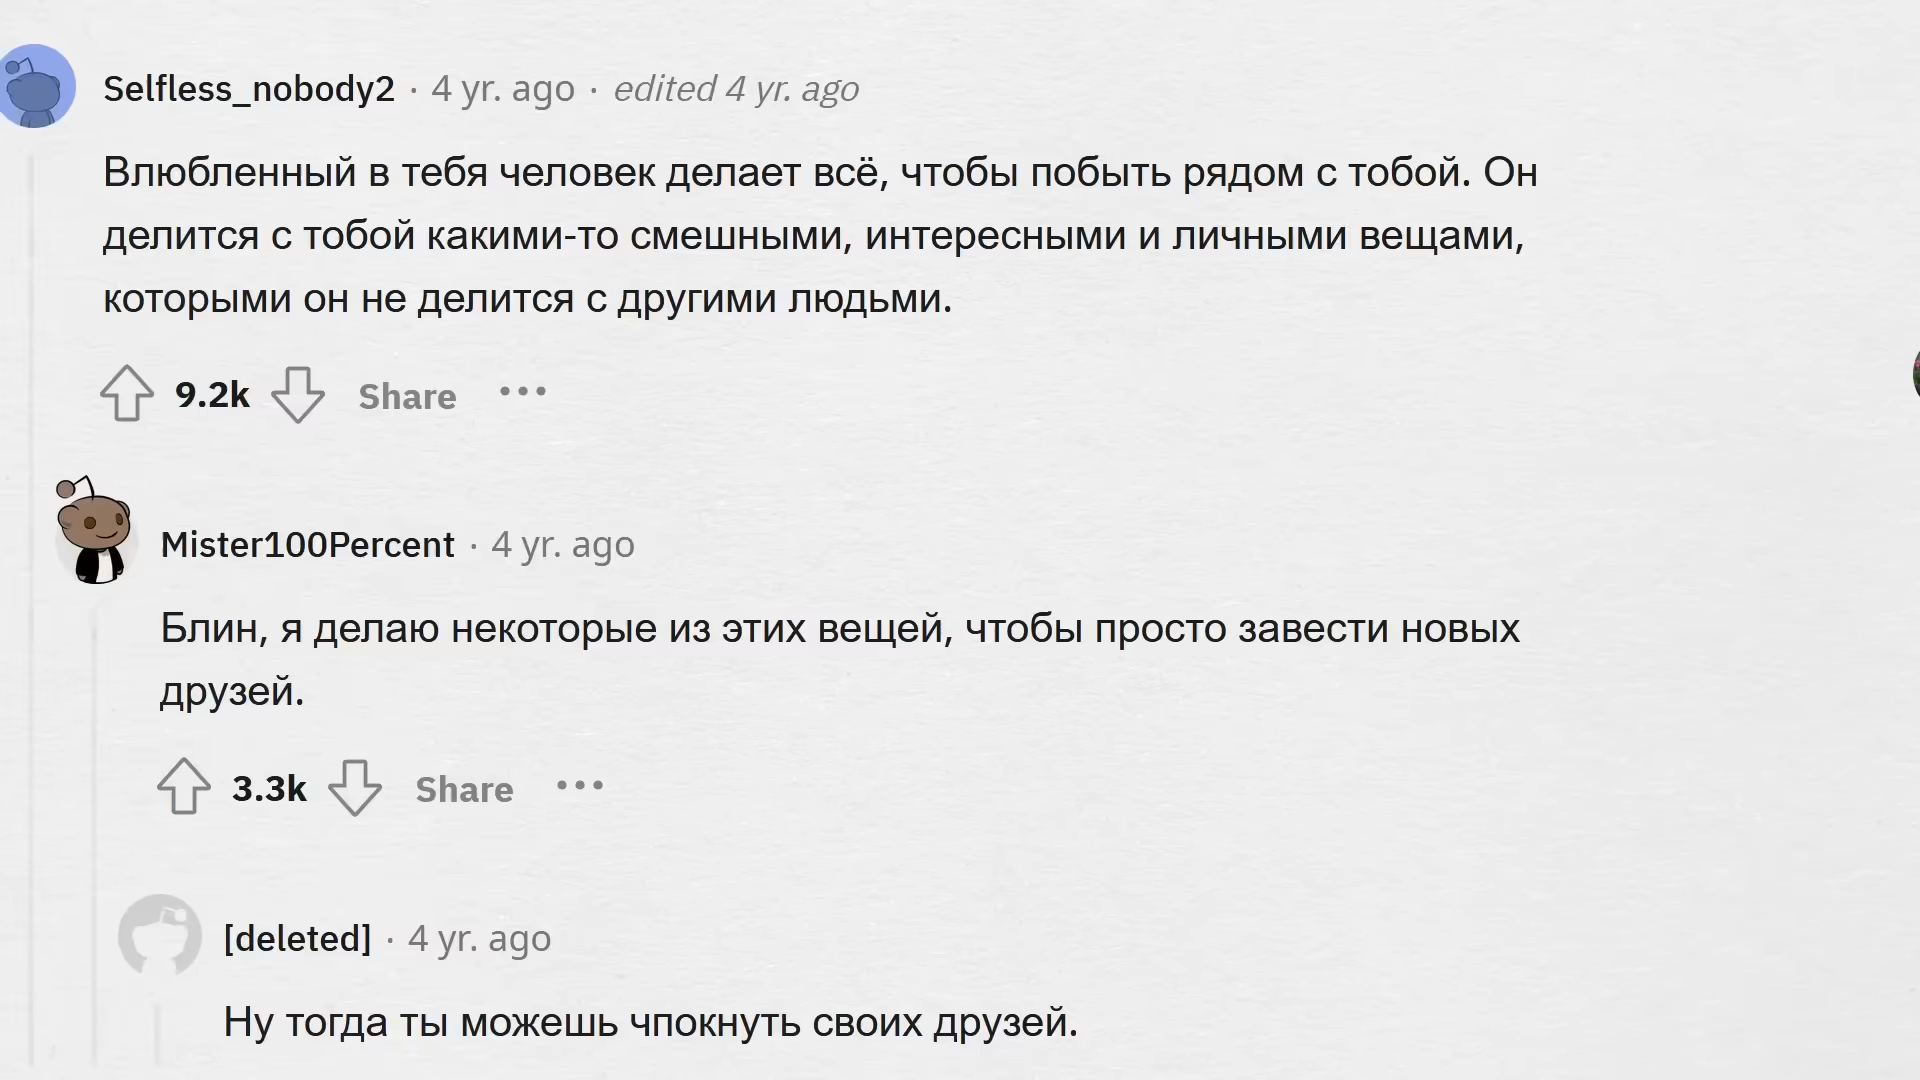 Selfless_nobody2 · 4 yr. ago · edited 4 yr. ago
Влюбленный в тебя человек делает всё, чтобы побыть рядом с тобой. Он
делится с тобой какими-то смешными, интересными и личными вещами,
которыми он не делится с другими людьми.
9.2k Share •••
Mister100Percent · 4 yr. ago
Блин, я делаю некоторые из этих вещей, чтобы просто завести новых
друзей.
3.3k Share •••
[deleted] · 4 yr. ago
Ну тогда ты можешь чпокнуть своих друзей.